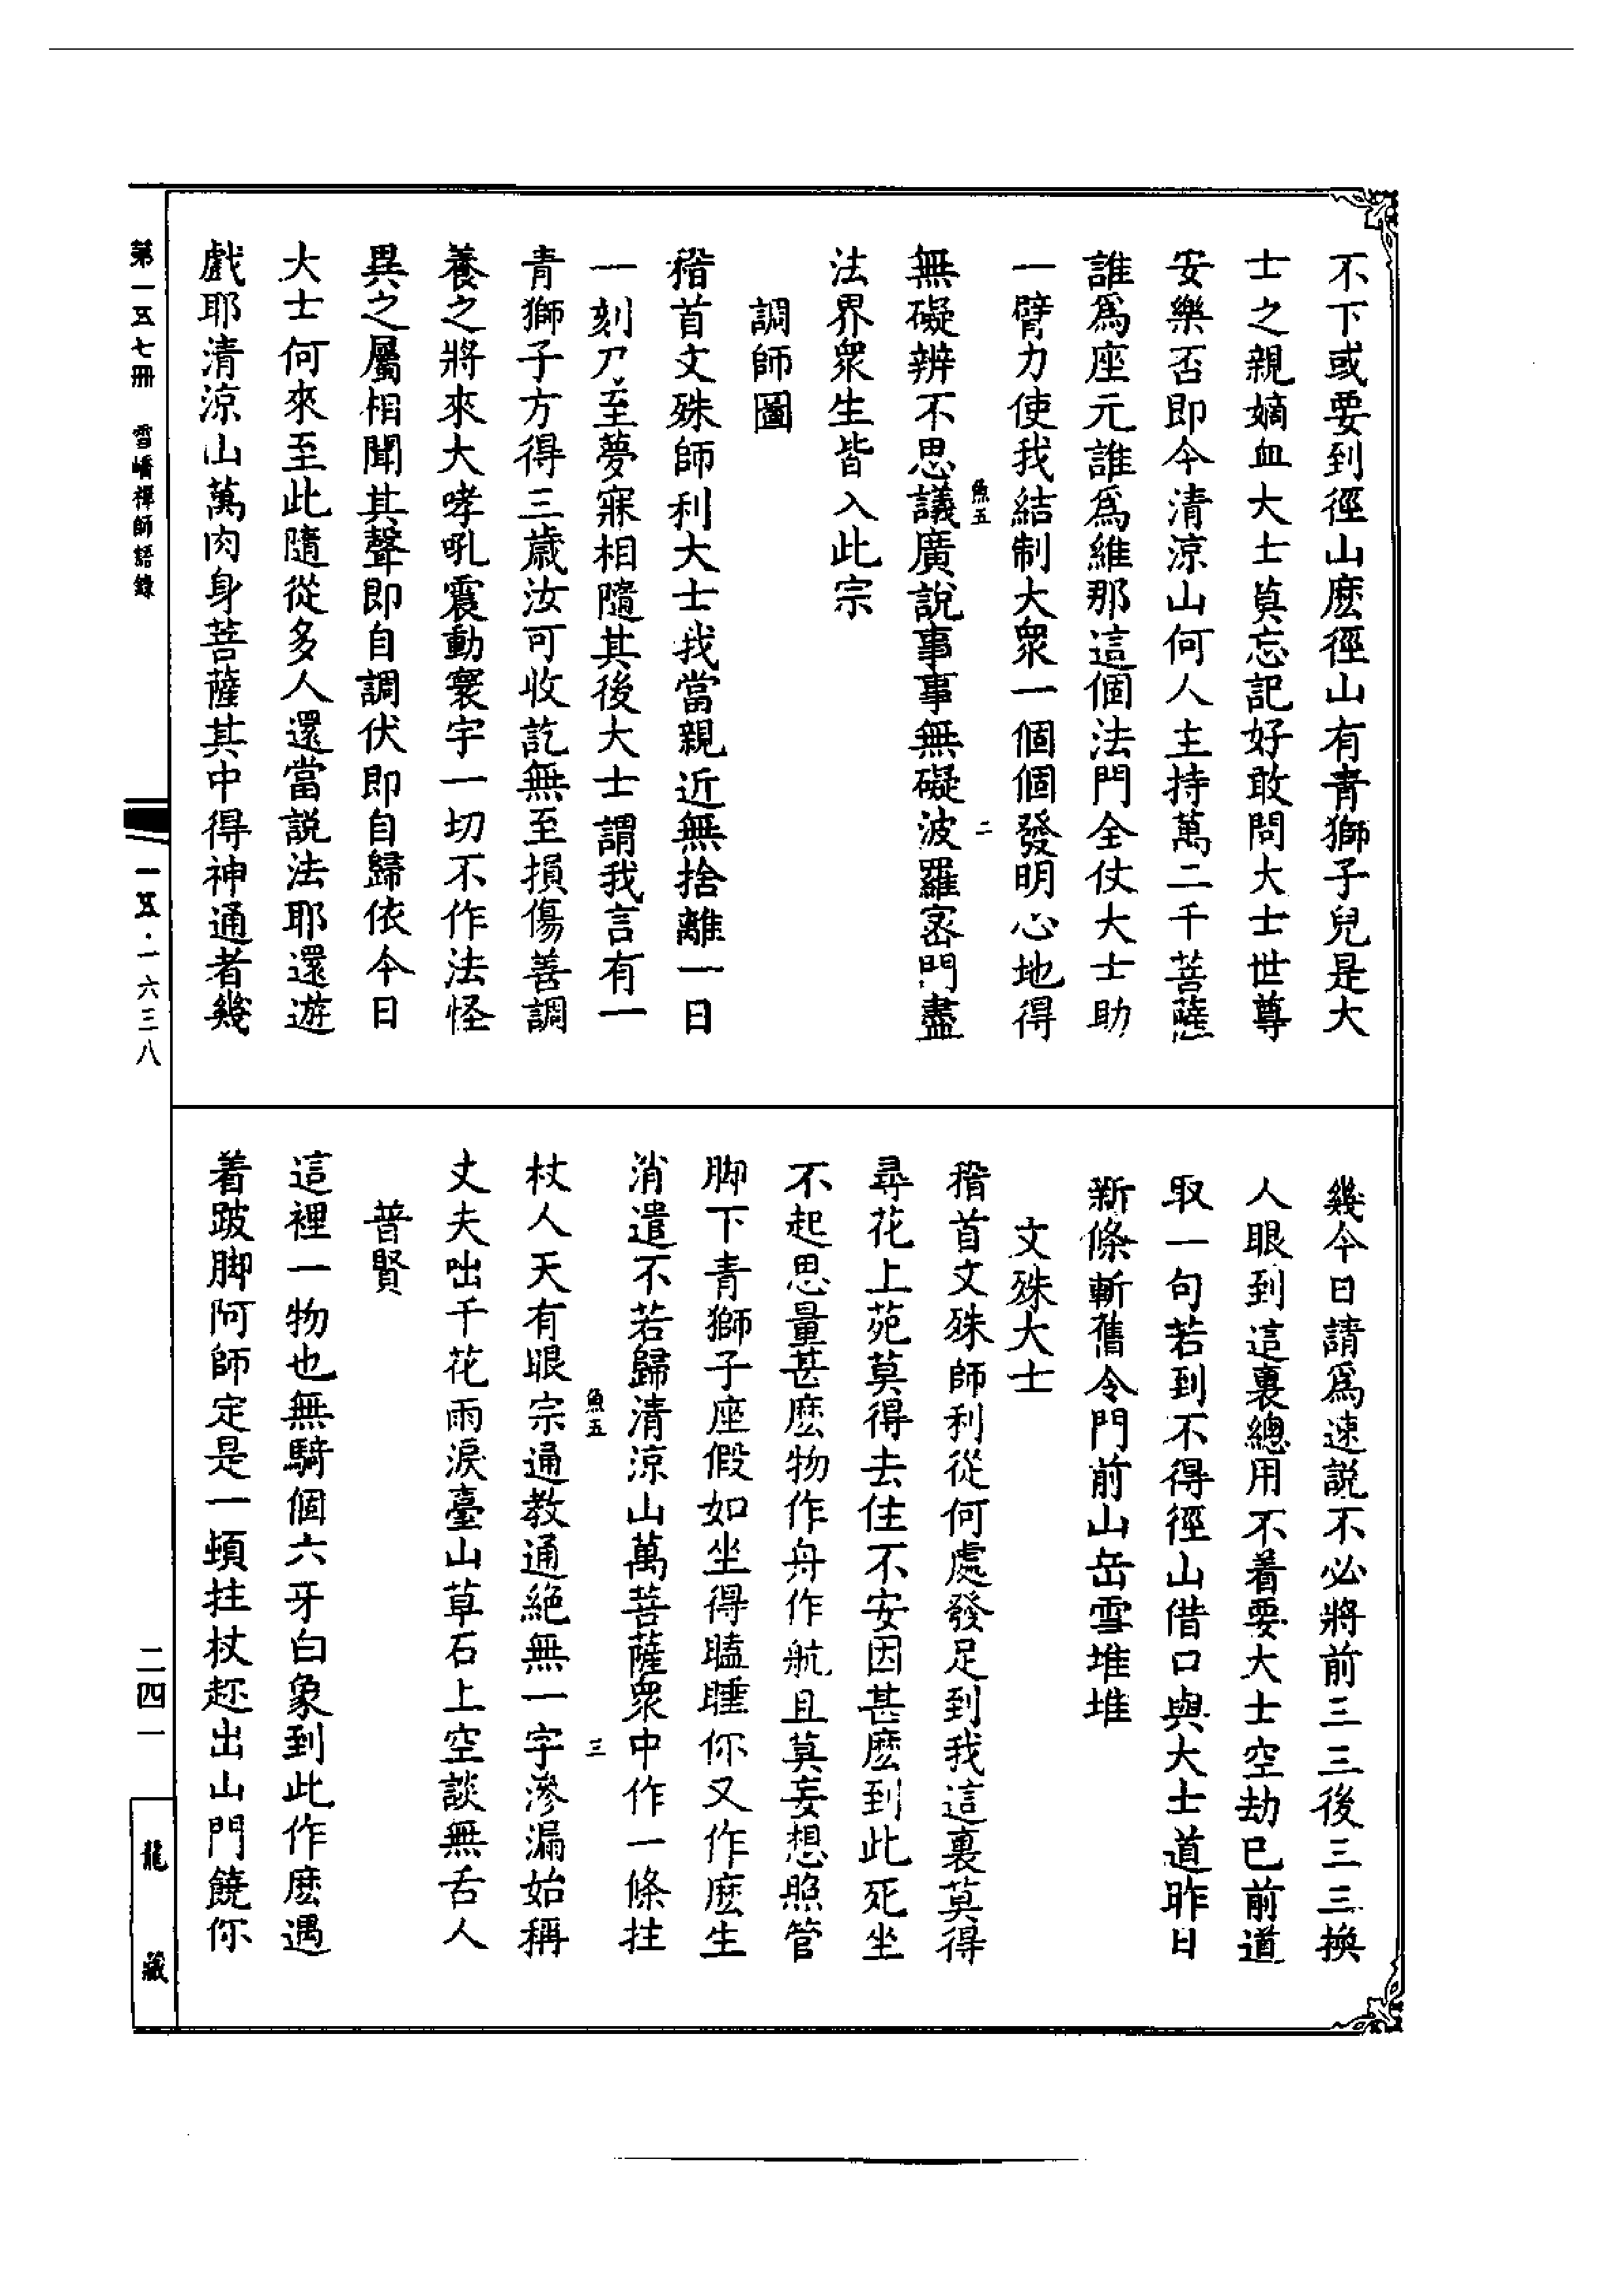 不下或要到徑山麽徑山有青獅子兒是大
士之親嫡血大士莫忘記好敢問大士世尊
安樂否即今清涼山何人主持萬二千菩薩
誰爲座元誰爲維那這個法門全仗大士助
一臂力使我結制大衆一個個發明心地得
魚五 二
無礙辨不思議廣説事事無礙波羅宻門盡
法界衆生皆入此宗
調師圖
稽首文殊師利大士我當親近無捨離一日
一刻乃至夢寐相隨其後大士謂我言有一
青獅子方得三歲汝可收訖無至損傷善調
養之將來大哮吼震動寰宇一切不作法怪
異之屬相聞其聲即自調伏即自歸依今日
大士何來至此隨從多人還當説法耶還遊
戲耶清涼山萬肉身菩薩其中得神通者幾
幾今日請爲速説不必將前三三後三三換
人眼到這裏總用不着要大士空劫已前道
取一句若到不得徑山借口與大士道昨日
新條斬舊令門前山岳雪堆堆
文殊大士
稽首文殊師利從何處發足到我這裏莫得
尋花上苑莫得去住不安因甚麽到此死坐
不起思量甚麽物作舟作航且莫妄想照管
脚下青獅子座假如坐得瞌睡你又作麽生
消遣不若歸清涼山萬菩薩衆中作一條拄
魚五 三
杖人天有眼宗通教通絶無一字滲漏始稱
丈夫咄千花雨淚臺山草石上空談無舌人
普賢
這裡一物也無騎個六牙白象到此作麽遇
着跛脚阿師定是一頓拄杖趂出山門饒你
第一五七冊 雪嶠禪師語錄
一五·一六三八
二四一
龍藏